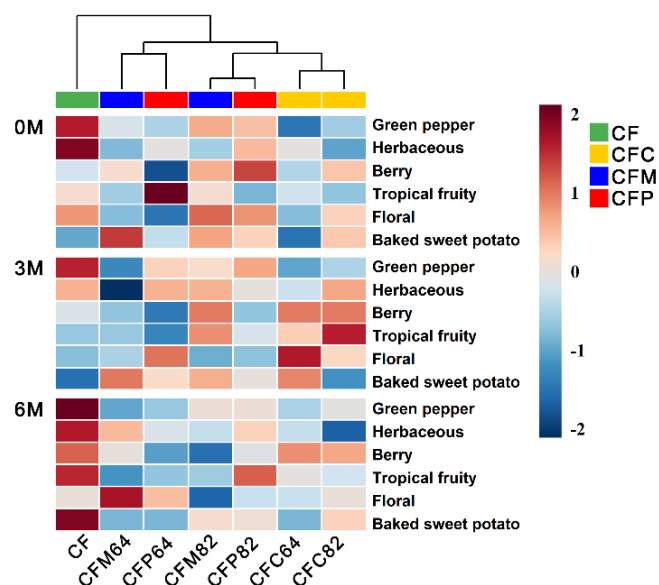 0M
Green pepper
Herbaceous
Berry
Tropical fruity
Floral
Baked sweet potato
3M
Green pepper
Herbaceous
Berry
Tropical fruity
Floral
Baked sweet potato
6M
Green pepper
Herbaceous
Berry
Tropical fruity
Floral
Baked sweet potato
CF
CFM64
CFP64
CFM82
CFP82
CFC64
CFC82
2
1
0
-1
-2
CF
CFC
CFM
CFP